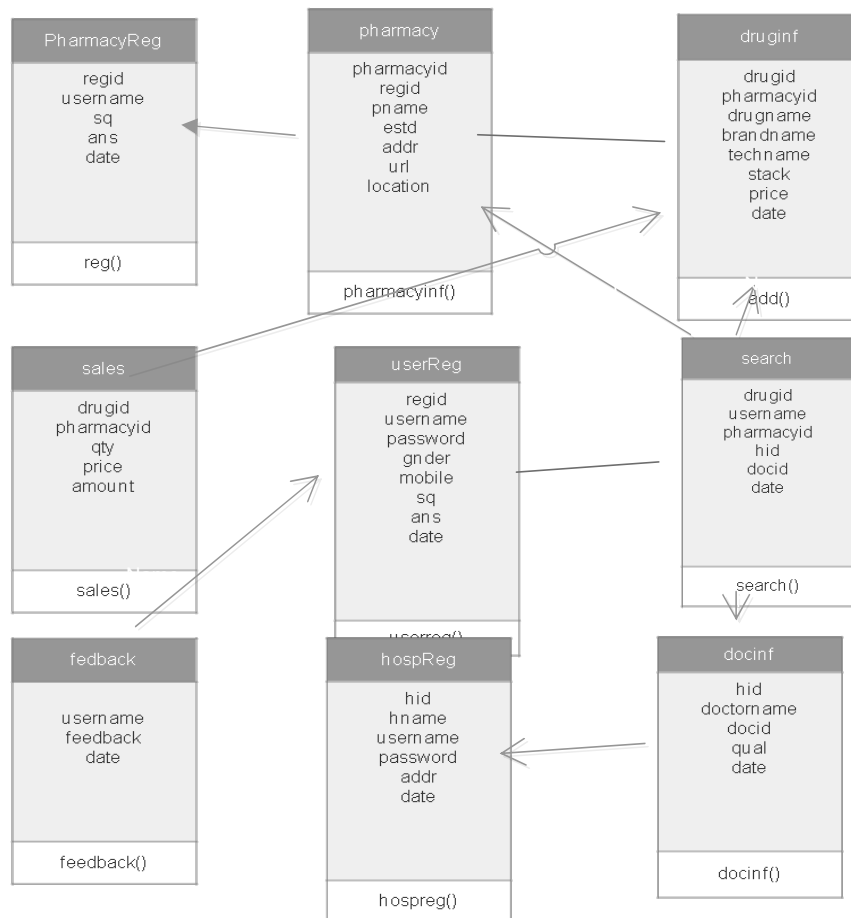 PharmacyReg
regid
username
sq
ans
date
reg()
pharmacy
pharmacyid
regid
pname
estd
addr
url
location
pharmacyinf()
druginf
drugid
pharmacyid
drugname
brandname
techname
stack
price
date
add()
sales
drugid
pharmacyid
qty
price
amount
sales()
userReg
regid
username
password
gnder
mobile
sq
ans
date
userreg()
search
drugid
username
pharmacyid
hid
docid
date
search()
fedback
username
feedback
date
feedback()
hospReg
hid
hname
username
password
addr
date
hospreg()
docinf
hid
doctorname
docid
qual
date
docinf()